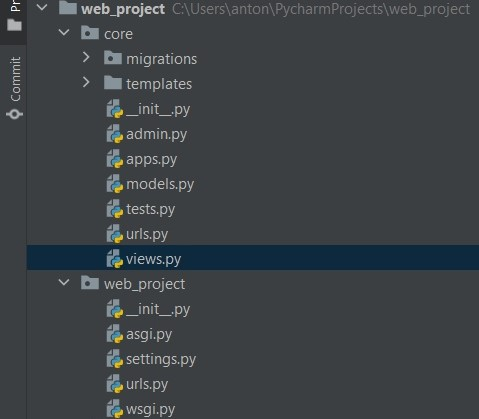 web_project C:\Users\anton\PycharmProjects\web_project
core
migrations
templates
__init__.py
admin.py
apps.py
models.py
tests.py
urls.py
views.py
web_project
__init__.py
asgi.py
settings.py
urls.py
wsgi.py
Commit